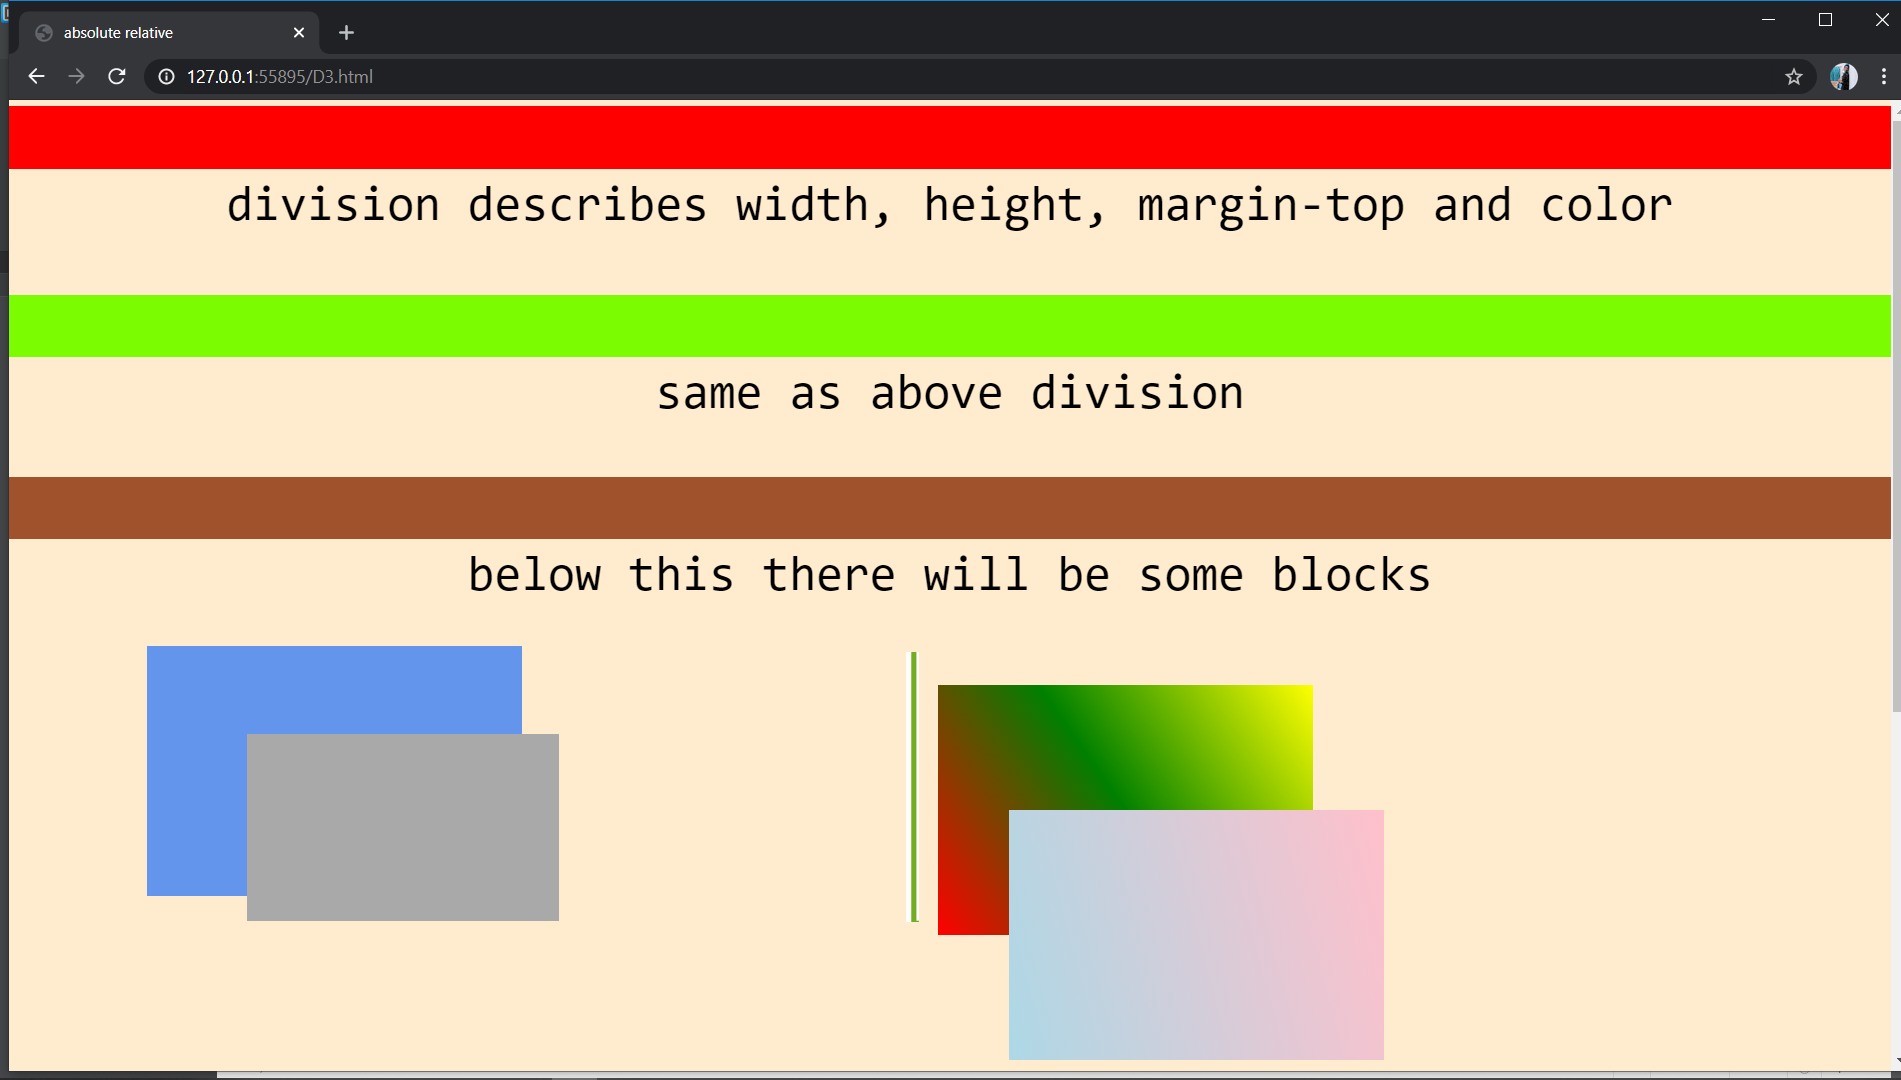 absolute relative
127.0.0.1:55895/D3.html
division describes width, height, margin-top and color
same as above division
below this there will be some blocks